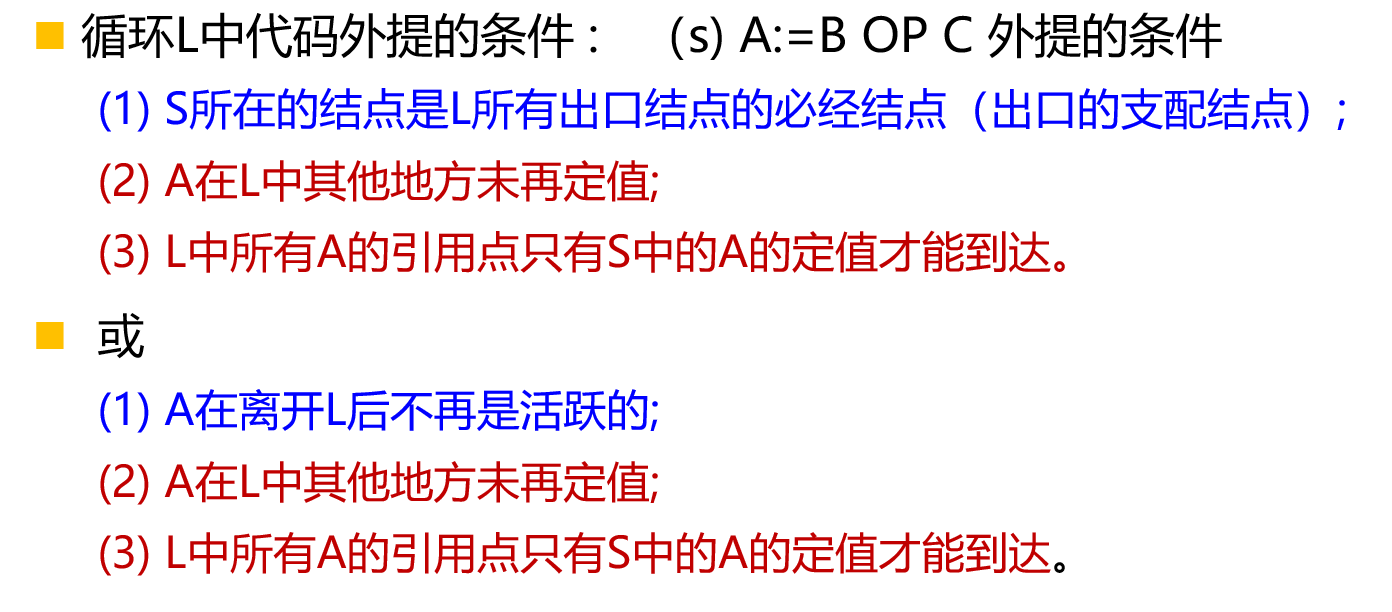 循环L中代码外提的条件： （s) A:=B OP C 外提的条件
(1) S所在的结点是L所有出口结点的必经结点（出口的支配结点）;
(2) A在L中其他地方未再定值;
(3) L中所有A的引用点只有S中的A的定值才能到达。
或
(1) A在离开L后不再是活跃的;
(2) A在L中其他地方未再定值;
(3) L中所有A的引用点只有S中的A的定值才能到达。